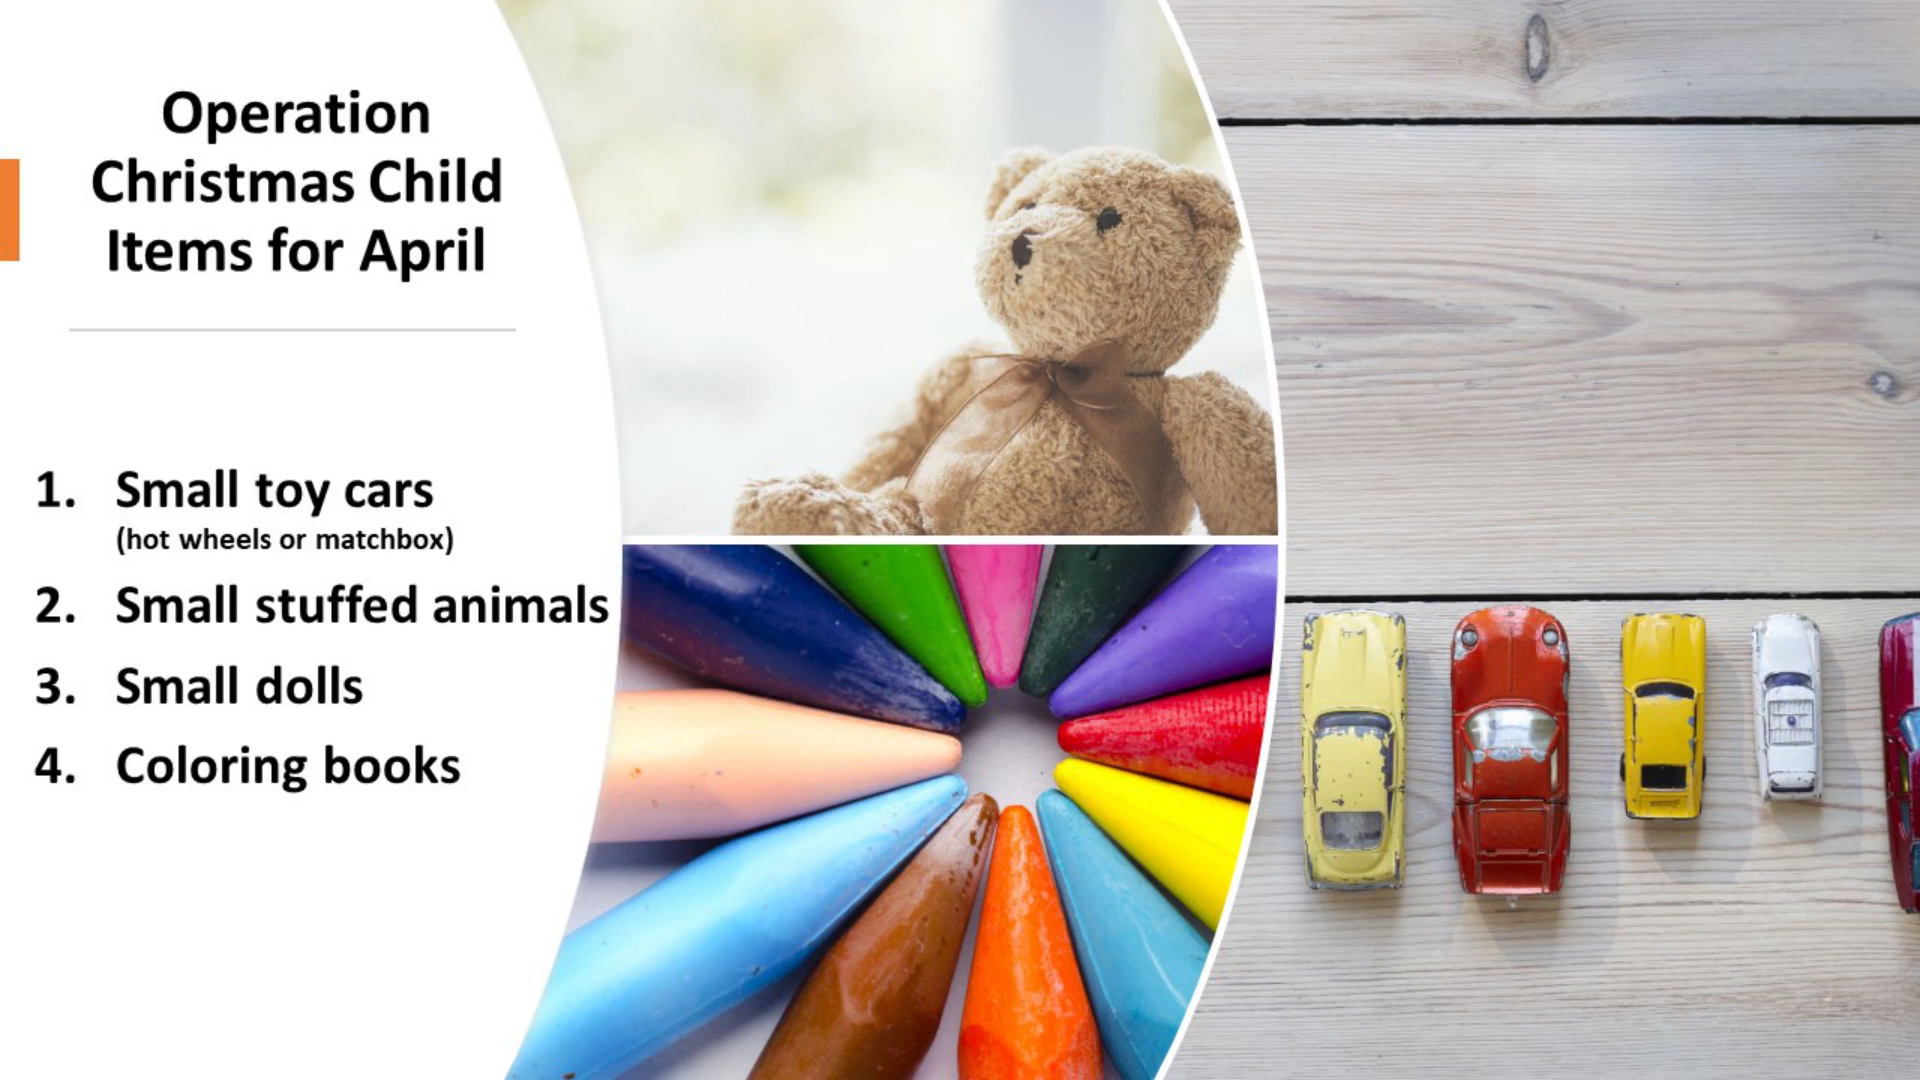 Operation
Christmas Child
Items for April
1. Small toy cars
(hot wheels or matchbox)
2. Small stuffed animals
3. Small dolls
4. Coloring books